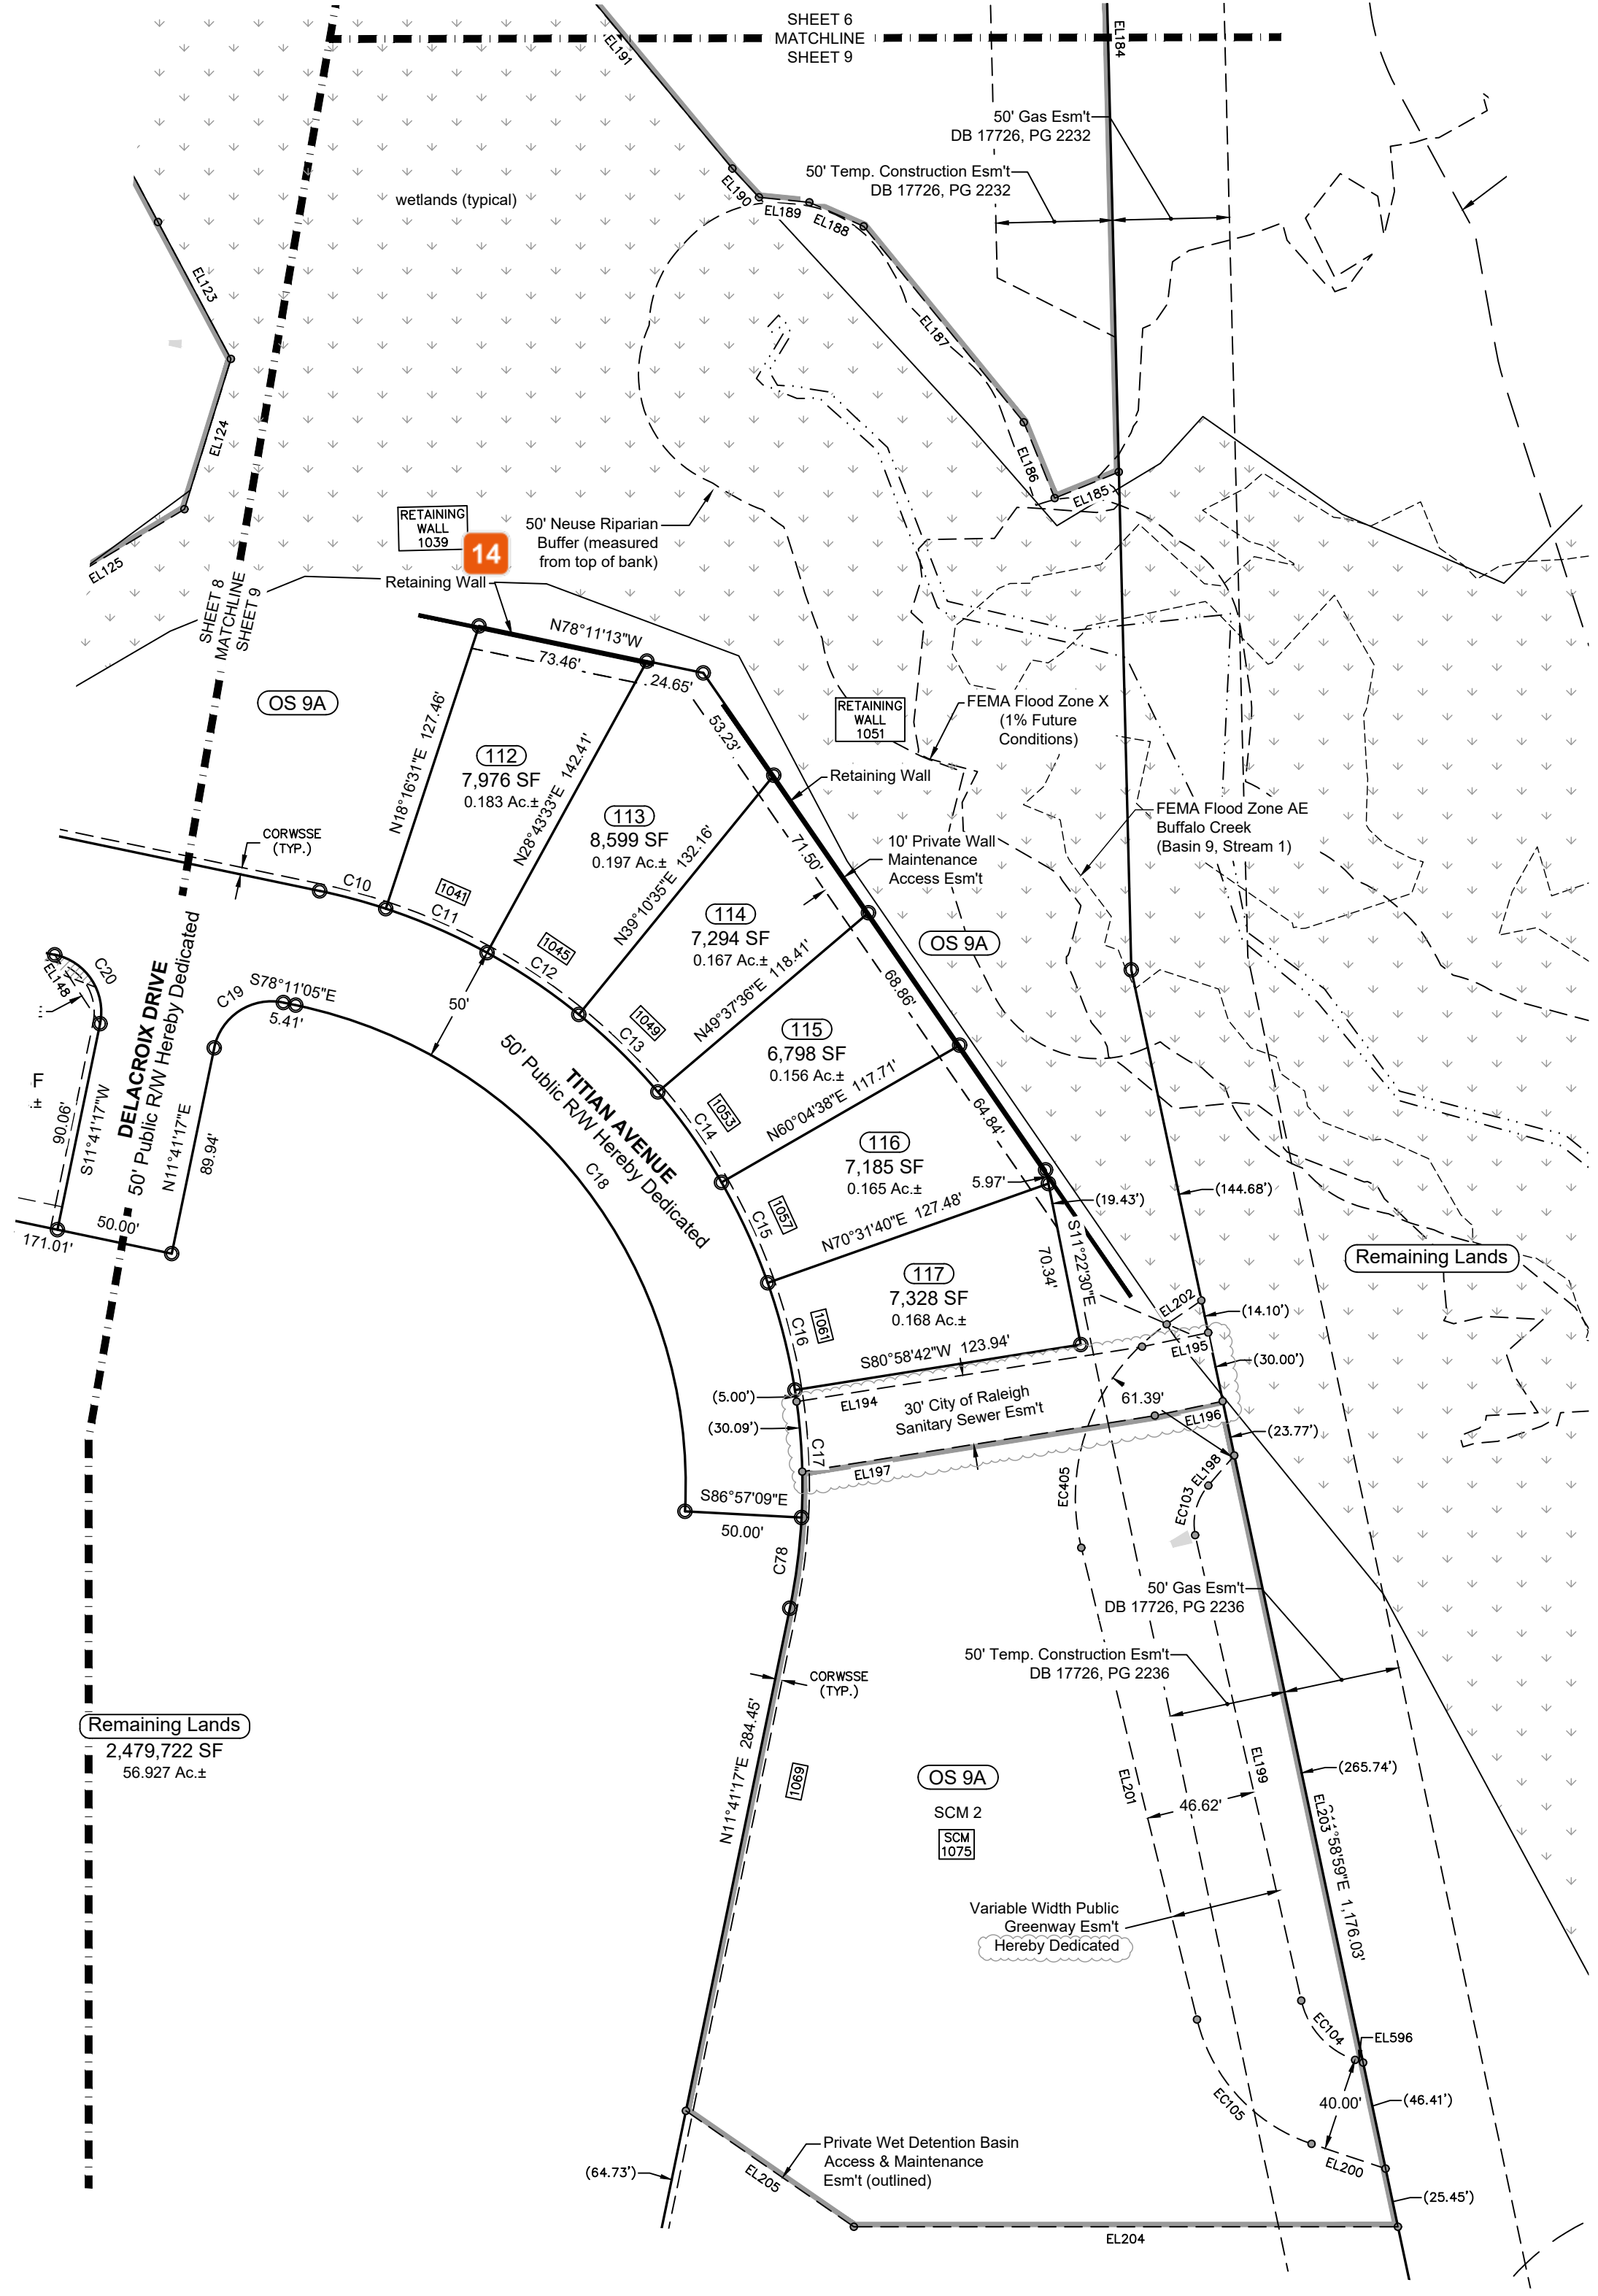 SHEET 6
MATCHLINE
SHEET 9
EL191
EL184
50' Gas Esm't
DB 17726, PG 2232
50' Temp. Construction Esm't
DB 17726, PG 2232
wetlands (typical)
EL190
EL189
EL188
EL123
EL187
EL124
EL186
EL185
RETAINING
WALL
1039
14
50' Neuse Riparian
Buffer (measured
from top of bank)
EL125
Retaining Wall
SHEET 8
MATCHLINE
SHEET 9
N78°11'13"W
73.46'
24.65'
OS 9A
53.23'
RETAINING
WALL
1051
FEMA Flood Zone X
(1% Future
Conditions)
N18°16'31"E 127.46'
112
7,976 SF
0.183 Ac.±
N28°43'33"E 142.41'
Retaining Wall
113
8,599 SF
0.197 Ac.±
FEMA Flood Zone AE
Buffalo Creek
(Basin 9, Stream 1)
CORWSSE
(TYP.)
71.50'
10' Private Wall
Maintenance
Access Esm't
N39°10'35"E 132.16'
C10
1041
C11
114
7,294 SF
0.167 Ac.±
OS 9A
1045
C12
N49°37'36"E 118.41'
68.86'
C20
EL148
S78°11'05"E
5.41'
C19
50'
1049
C13
115
6,798 SF
0.156 Ac.±
DELACROIX DRIVE
50' Public R/W Hereby Dedicated
F
.±
90.06'
S11°41'17"W
N11°41'17"E
89.94'
TITIAN AVENUE
50' Public R/W Hereby Dedicated
C18
1053
C14
N60°04'38"E 117.71'
64.84'
116
7,185 SF
0.165 Ac.±
5.97'
(19.43')
(144.68')
50.00'
171.01'
1057
C15
N70°31'40"E 127.48'
S11°22'30"E
70.34'
Remaining Lands
117
7,328 SF
0.168 Ac.±
EL202
(14.10')
1061
C16
S80°58'42"W 123.94'
EL195
(30.00')
(5.00')
EL194
30' City of Raleigh
Sanitary Sewer Esm't
61.39'
EL196
(23.77')
(30.09')
C17
EL197
EL198
EC405
EC103
S86°57'09"E
50.00'
C78
50' Gas Esm't
DB 17726, PG 2236
50' Temp. Construction Esm't
DB 17726, PG 2236
CORWSSE
(TYP.)
Remaining Lands
2,479,722 SF
56.927 Ac.±
N11°41'17"E 284.45'
1069
OS 9A
SCM 2
SCM
1075
EL201
46.62'
EL199
(265.74')
EL203
°58'59"E 1,176.03'
Variable Width Public
Greenway Esm't
Hereby Dedicated
EC104
EL596
EC105
40.00'
(46.41')
Private Wet Detention Basin
Access & Maintenance
Esm't (outlined)
(64.73')
EL205
EL200
(25.45')
EL204